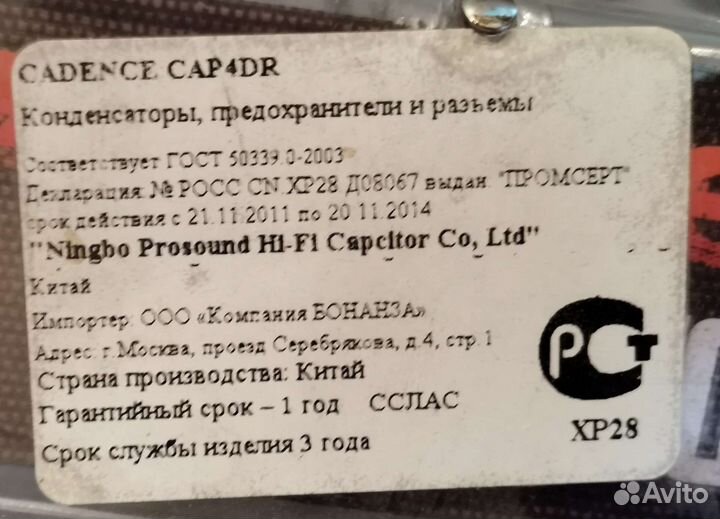 CADENCE CAP4DR
Конденсаторы, предохранители и разьемы
Соответствует ГОСТ 50339.0-2003
Декларация: № РОСС CN.ХР28.Д08067 выдан: "ПРОМСЕРТ"
срок действия с 21.11.2011 по 20.11.2014
"Ningbo Prosound Hi-Fi Capcitor Co, Ltd"
Китай
Импортер: ООО «Компания БОНАНЗА»
Адрес: г.Москва, проезд Серебрякова, д.4, стр. 1
Страна производства: Китай
Гарантийный срок – 1 год ССЛАС
Срок службы изделия 3 года
РСТ
ХР28
Avito